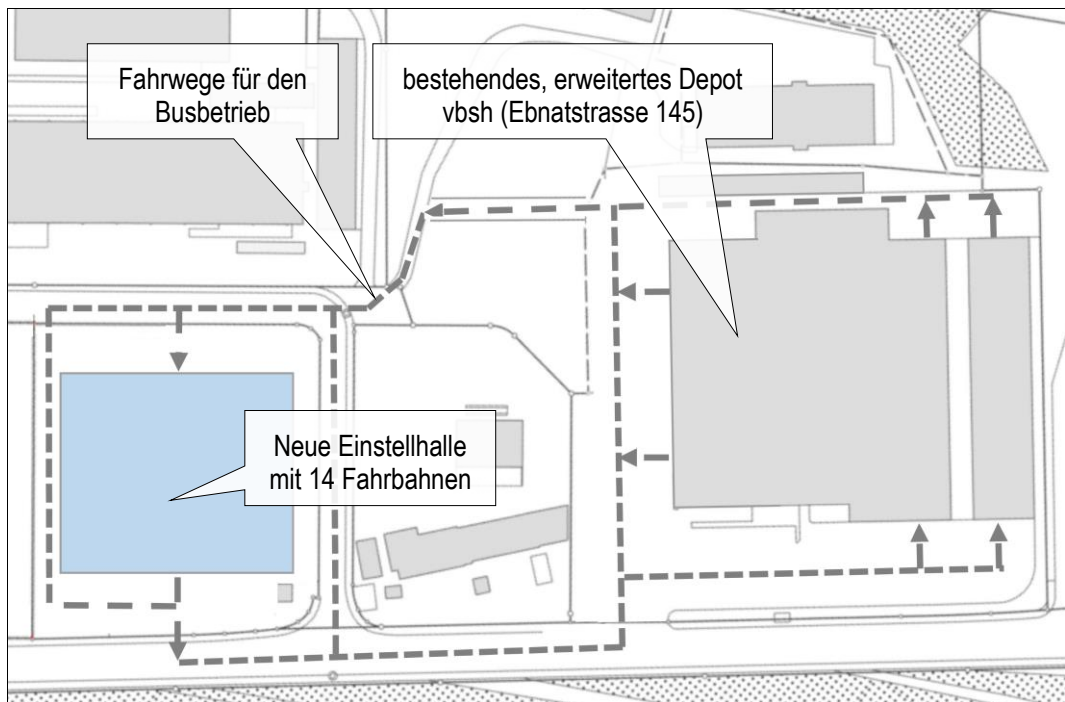 Fahrwege für den
Busbetrieb
bestehendes, erweitertes Depot
vbsh (Ebnatstrasse 145)
Neue Einstellhalle
mit 14 Fahrbahnen